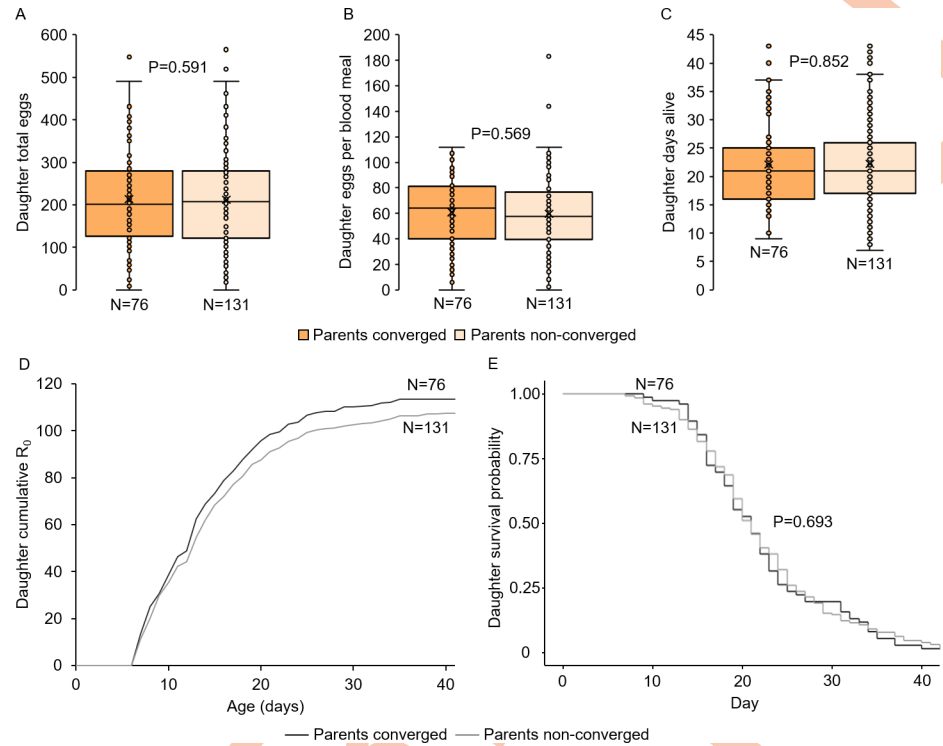 A
Daughter total eggs
600
500
400
300
200
100
0
P=0.591
N=76
N=131
B
Daughter eggs per blood meal
200
180
160
140
120
100
80
60
40
20
0
P=0.569
N=76
N=131
C
Daughter days alive
45
40
35
30
25
20
15
10
5
0
P=0.852
N=76
N=131
Parents converged Parents non-converged
D
Daughter cumulative R0
120
100
80
60
40
20
0
N=76
N=131
0 10 20 30 40
Age (days)
E
Daughter survival probability
1.00
0.75
0.50
0.25
0
N=76
N=131
P=0.693
0 10 20 30 40
Day
Parents converged Parents non-converged